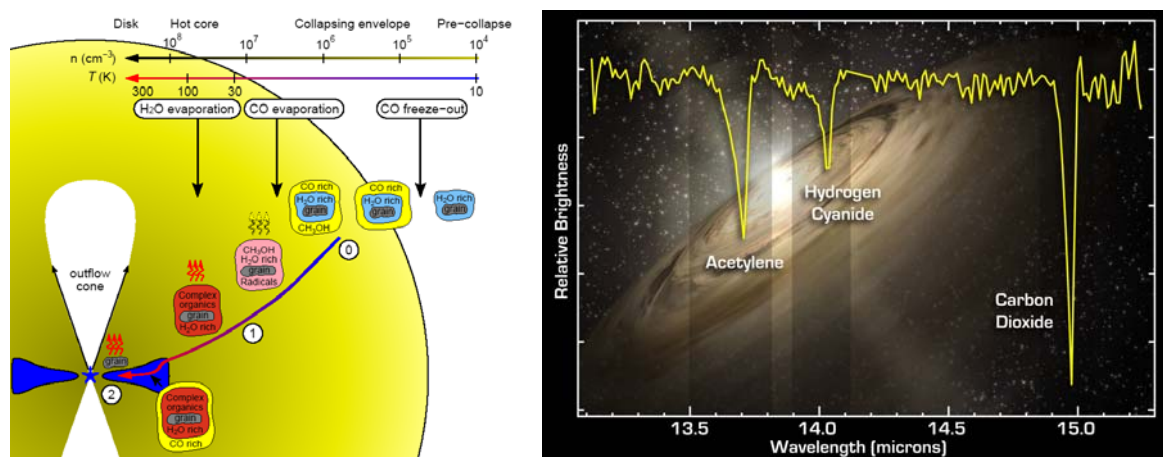 Disk Hot core Collapsing envelope Pre-collapse
10⁸ 10⁷ 10⁶ 10⁵ 10⁴
n (cm⁻³)
T (K)
300 100 30 10
H₂O evaporation CO evaporation CO freeze-out
CO rich
H₂O rich
grain
CH₃OH
CO rich
H₂O rich
grain
H₂O rich
grain
0
CH₃OH
H₂O rich
grain
Radicals
outflow
cone
Complex
organics
grain
H₂O rich
1
grain
2
Complex
organics
grain
H₂O rich
CO rich
Relative Brightness
Acetylene
Hydrogen
Cyanide
Carbon
Dioxide
13.5 14.0 14.5 15.0
Wavelength (microns)